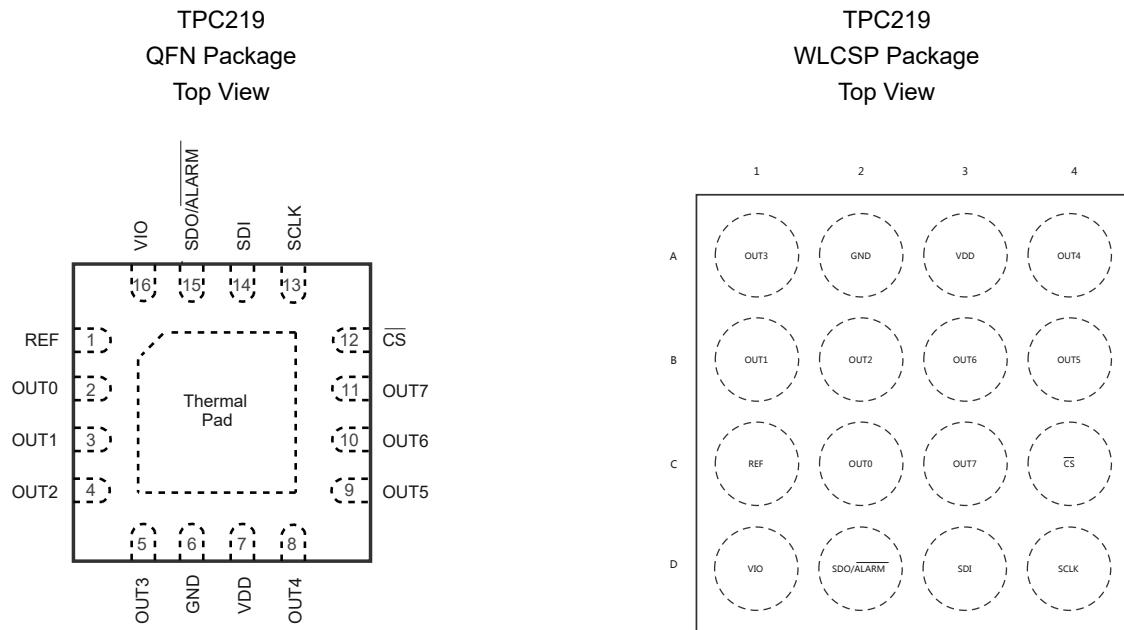 TPC219
QFN Package
Top View
VIO
SDO/ALARM
SDI
SCLK
16
15
14
13
REF
1
12
CS
OUT0
2
11
OUT7
Thermal
Pad
OUT1
3
10
OUT6
OUT2
4
9
OUT5
5
6
7
8
OUT3
GND
VDD
OUT4
TPC219
WLCSP Package
Top View
1
2
3
4
A
OUT3
GND
VDD
OUT4
B
OUT1
OUT2
OUT6
OUT5
C
REF
OUT0
OUT7
CS
D
VIO
SDO/ALARM
SDI
SCLK